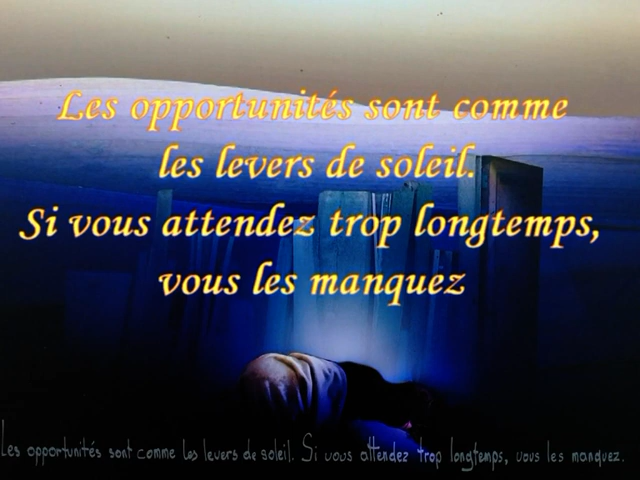 Les opportunités sont comme
les levers de soleil.
Si vous attendez trop longtemps,
vous les manquez
Les opportunités sont comme les levers de soleil. Si vous attendez trop longtemps, vous les manquez.